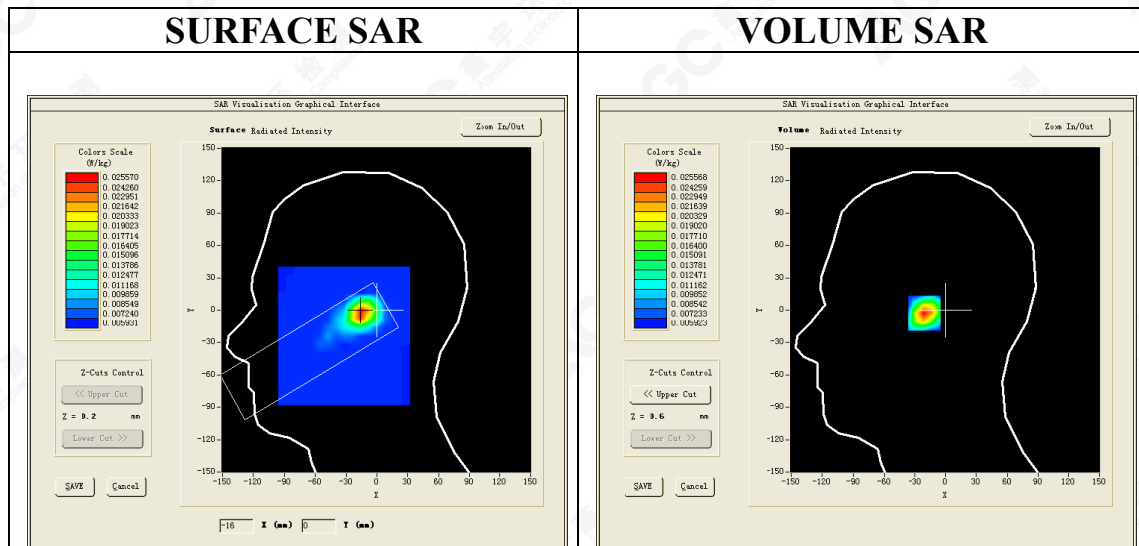 SURFACE SAR
SAR Visualisation Graphical Interface
Surface Radiated Intensity
Zoom In/Out
Colors Scale
(W/kg)
0.025570
0.024260
0.022951
0.021642
0.020333
0.019023
0.017714
0.016405
0.015096
0.013786
0.012477
0.011168
0.009859
0.008549
0.007240
0.005931
150
120
90
60
30
0
-30
-60
-90
-120
-150
Y
-150 -120 -90 -60 -30 0 30 60 90 120 150
X
Z-Cuts Control
<< Upper Cut
Z = 0.2 mm
Lower Cut >>
SAVE Cancel
-16 X (mm) 0 Y (mm)
VOLUME SAR
SAR Visualisation Graphical Interface
Volume Radiated Intensity
Zoom In/Out
Colors Scale
(W/kg)
0.025568
0.024259
0.022949
0.021639
0.020329
0.019020
0.017710
0.016400
0.015091
0.013781
0.012471
0.011162
0.009852
0.008542
0.007233
0.005923
150
120
90
60
30
0
-30
-60
-90
-120
-150
Y
-150 -120 -90 -60 -30 0 30 60 90 120 150
X
Z-Cuts Control
<< Upper Cut
Z = 0.6 mm
Lower Cut >>
SAVE Cancel